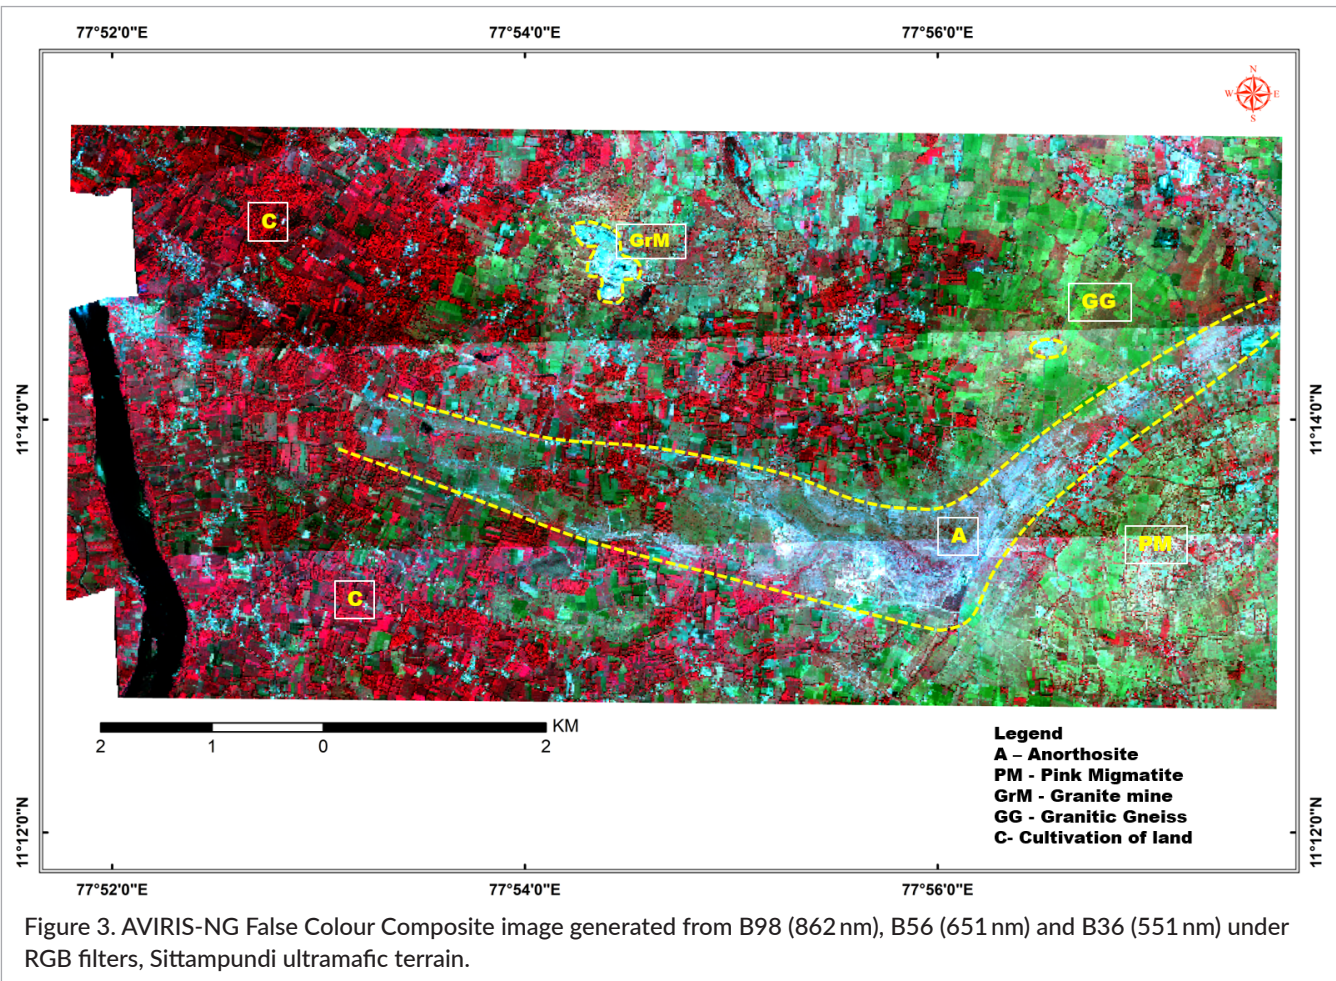 77°52'0"E 77°54'0"E 77°56'0"E
N
W E
S
C
GrM
GG
11°14'0"N 11°14'0"N
A
PM
C
KM
2 1 0 2
Legend
A – Anorthosite
PM - Pink Migmatite
GrM - Granite mine
GG - Granitic Gneiss
C- Cultivation of land
11°12'0"N 11°12'0"N
77°52'0"E 77°54'0"E 77°56'0"E
Figure 3. AVIRIS-NG False Colour Composite image generated from B98 (862 nm), B56 (651 nm) and B36 (551 nm) under
RGB filters, Sittampundi ultramafic terrain.